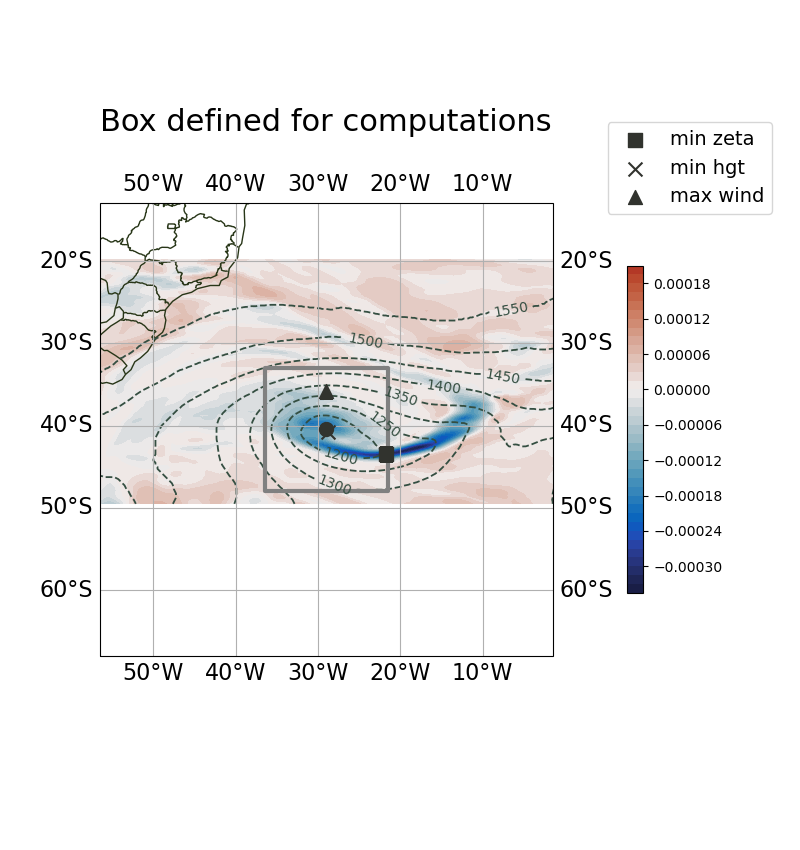 Box defined for computations
min zeta
min hgt
max wind
50°W 40°W 30°W 20°W 10°W
20°S 20°S
30°S 30°S
40°S 40°S
50°S 50°S
60°S 60°S
50°W 40°W 30°W 20°W 10°W
1550
1500
1450
1400
1350
1250
1200
1300
0.00018
0.00012
0.00006
0.00000
−0.00006
−0.00012
−0.00018
−0.00024
−0.00030